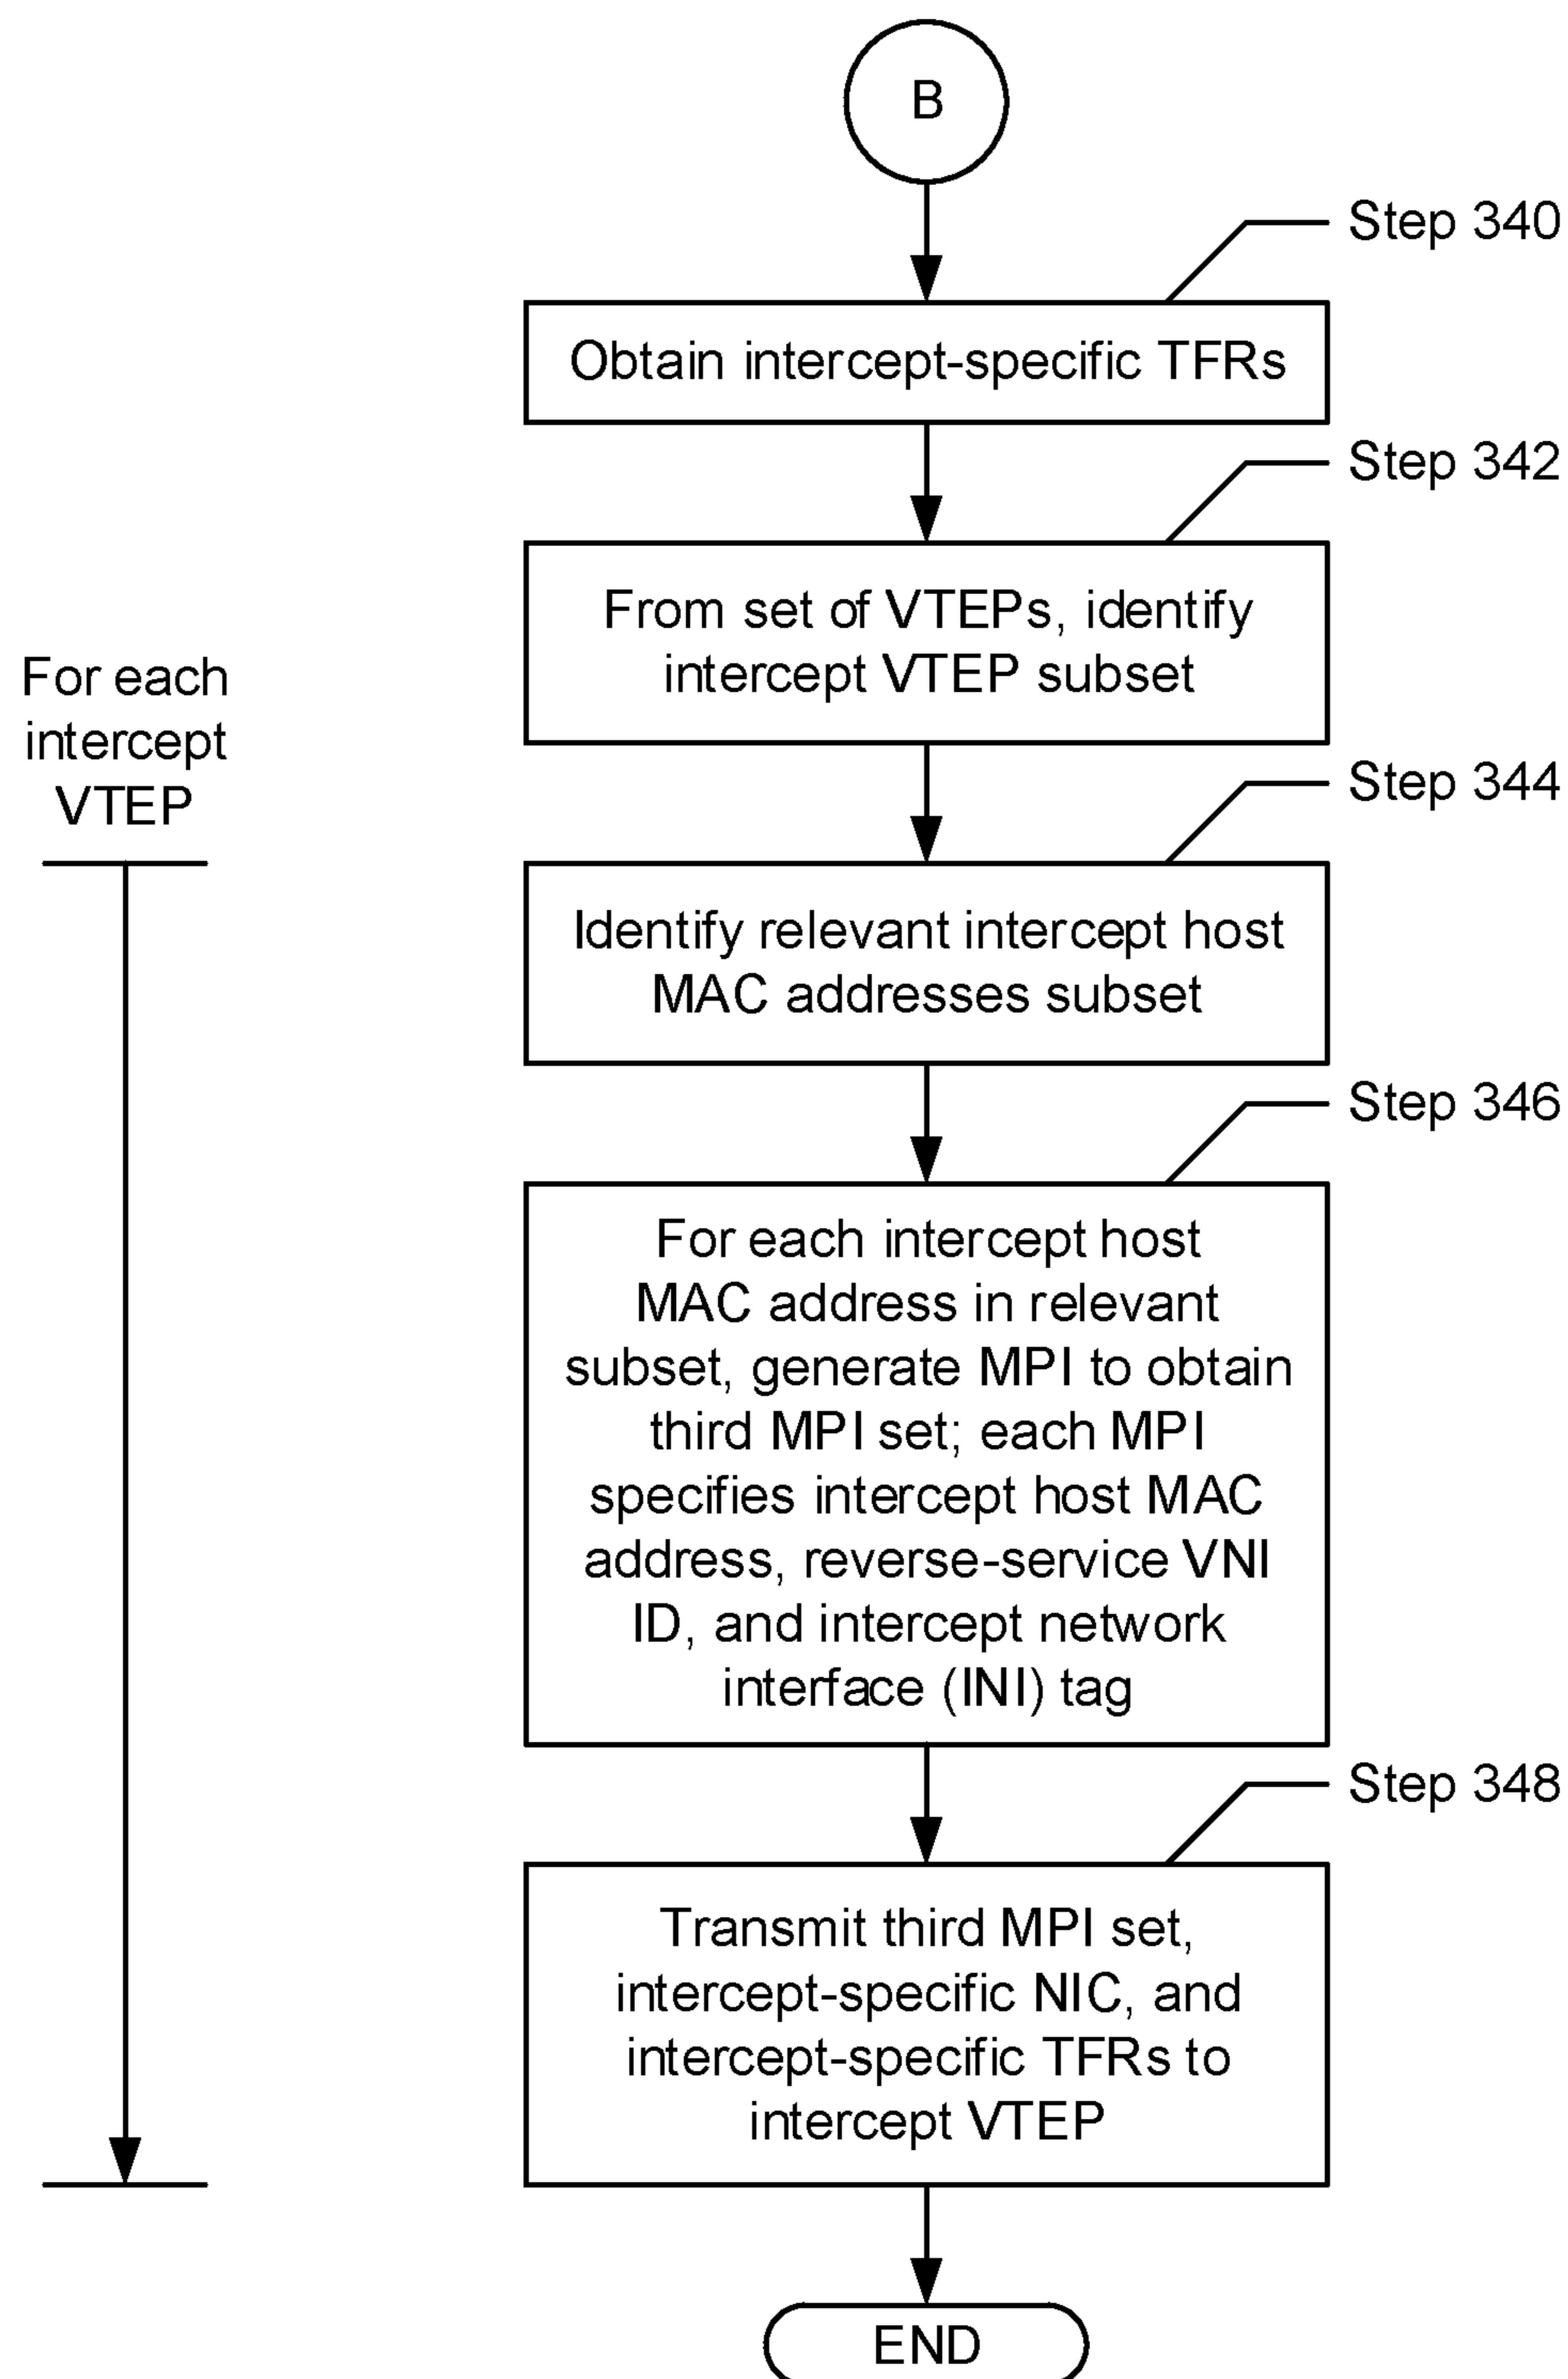 B
Step 340
Obtain intercept-specific TFRs
Step 342
From set of VTEPs, identify
intercept VTEP subset
For each
intercept
VTEP
Step 344
Identify relevant intercept host
MAC addresses subset
Step 346
For each intercept host
MAC address in relevant
subset, generate MPI to obtain
third MPI set; each MPI
specifies intercept host MAC
address, reverse-service VNI
ID, and intercept network
interface (INI) tag
Step 348
Transmit third MPI set,
intercept-specific NIC, and
intercept-specific TFRs to
intercept VTEP
END